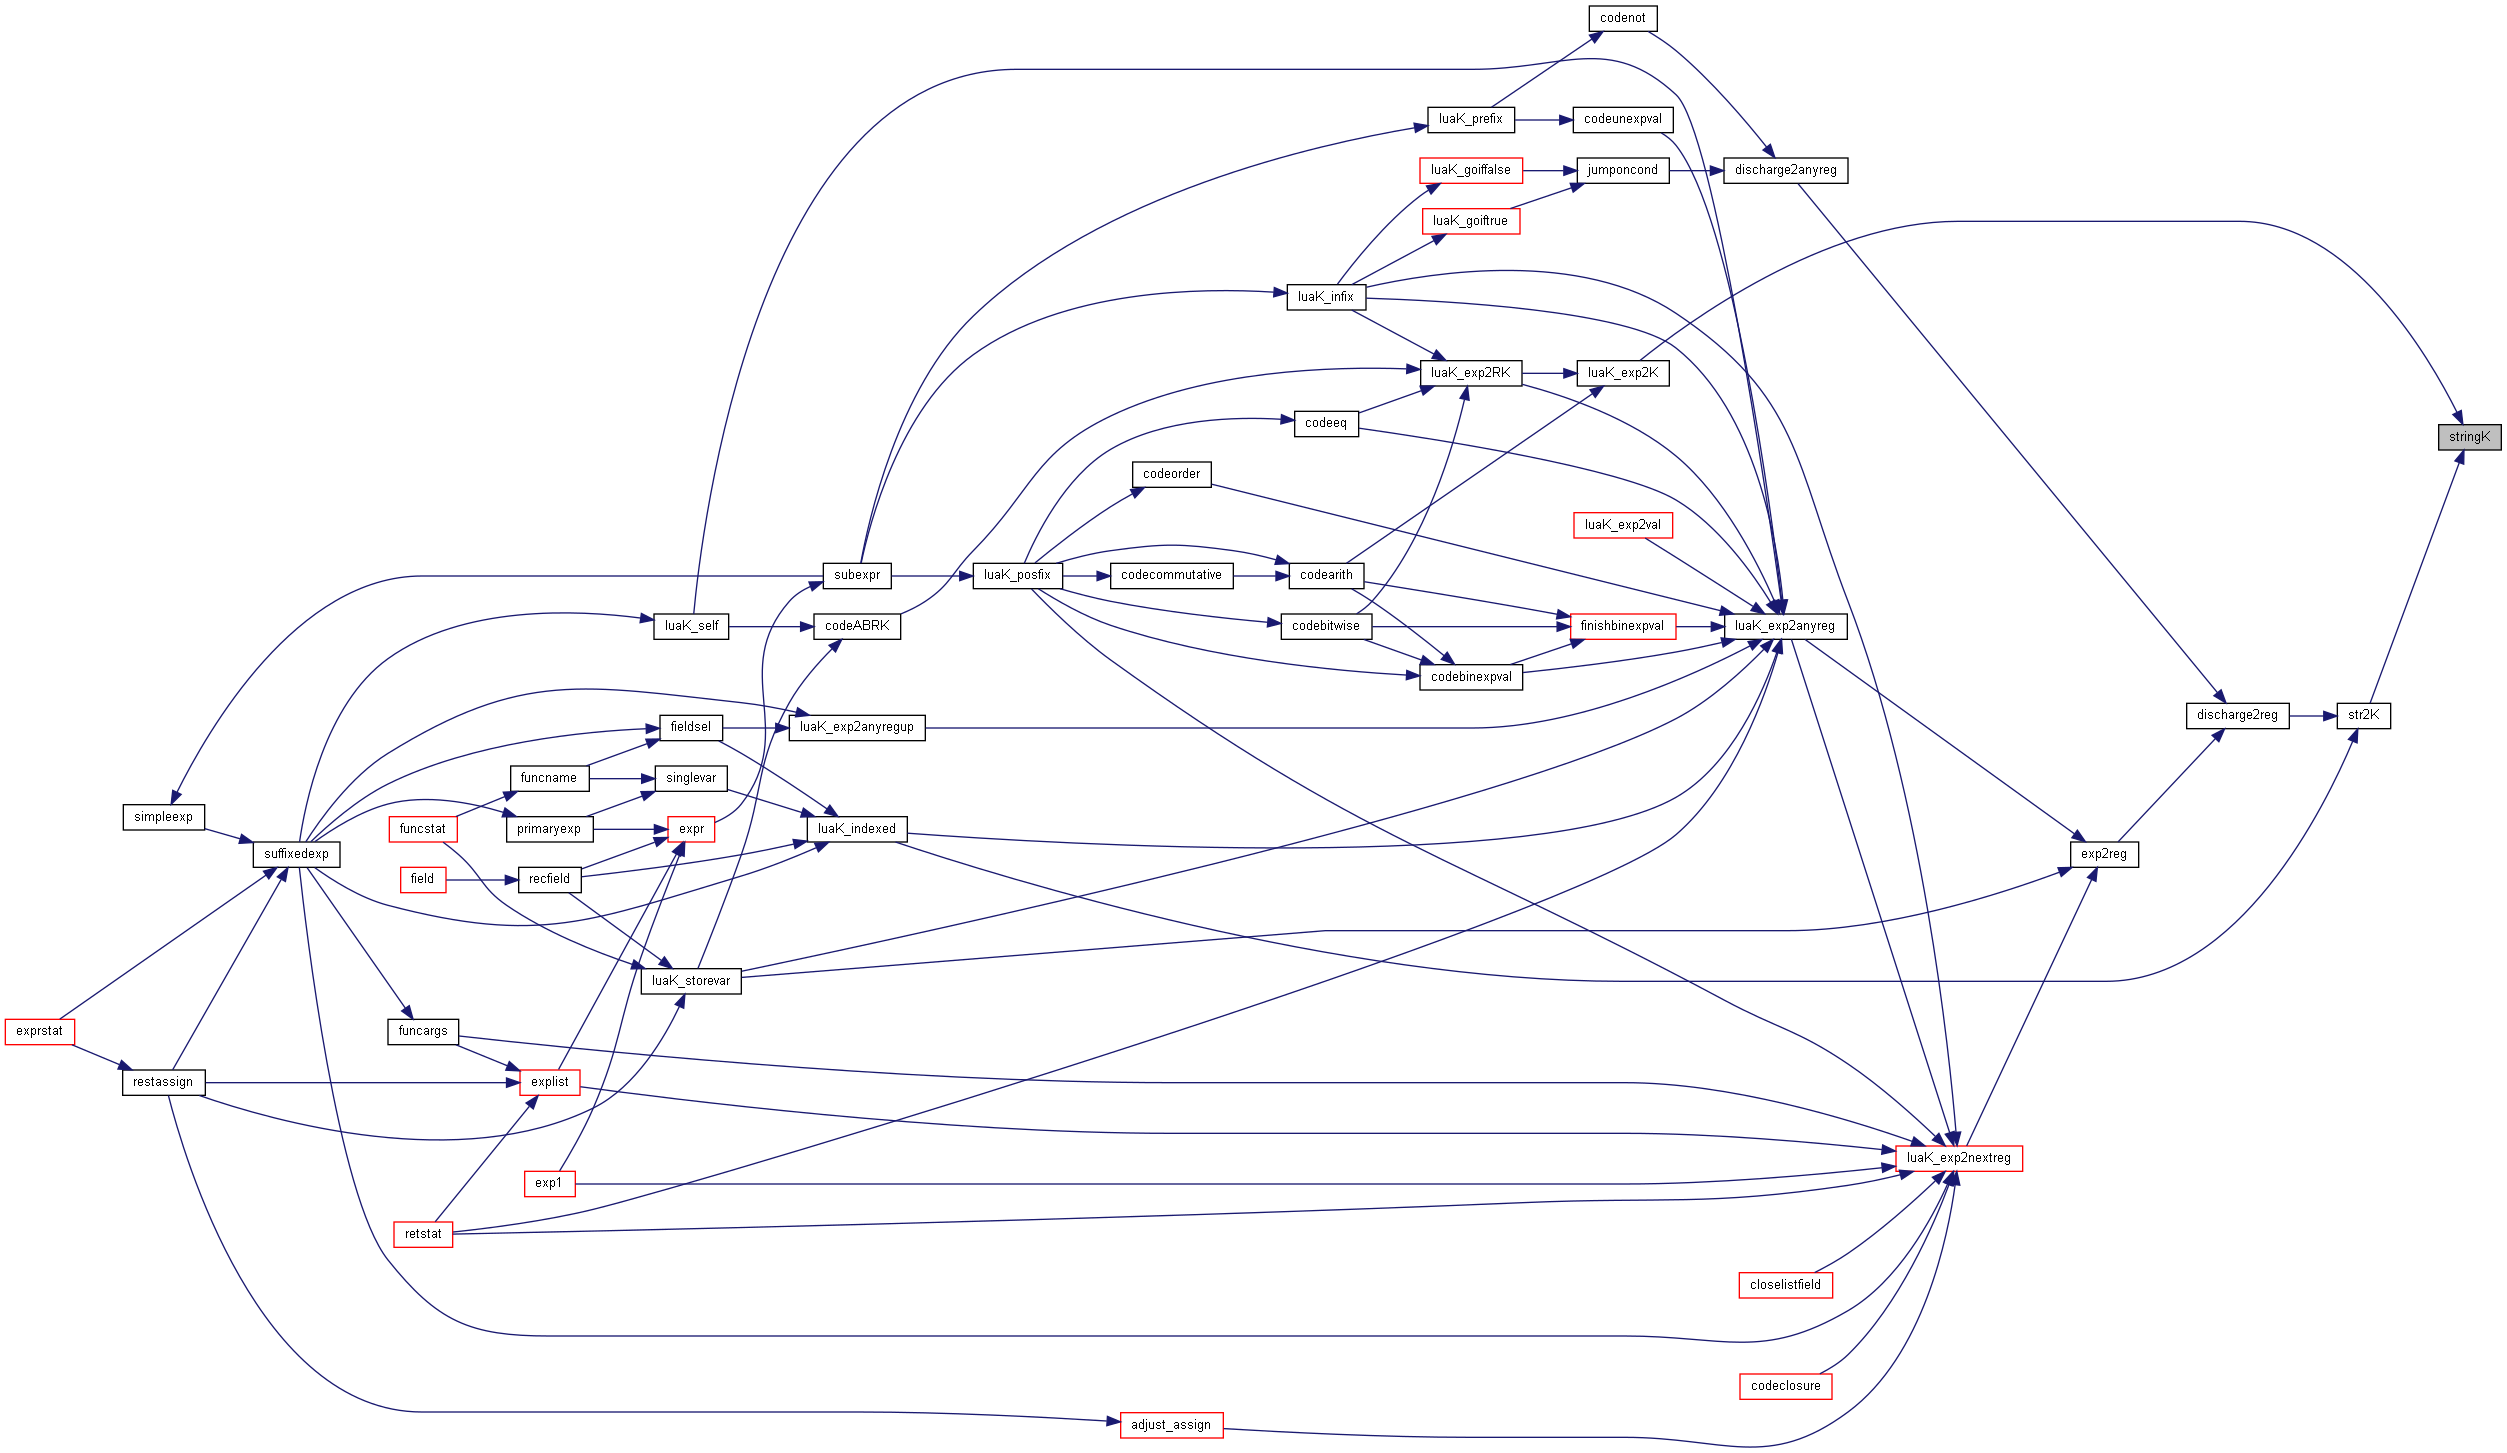 codenot
luaK_prefix
codeunexpval
luaK_goiffalse
jumponcond
discharge2anyreg
luaK_goiftrue
luaK_infix
luaK_exp2RK
luaK_exp2K
codeeq
stringK
codeorder
luaK_exp2val
subexpr
luaK_posfix
codecommutative
codearith
luaK_self
codeABRK
codebitwise
finishbinexpval
luaK_exp2anyreg
codebinexpval
fieldsel
luaK_exp2anyregup
discharge2reg
str2K
funcname
singlevar
simpleexp
funcstat
primaryexp
expr
luaK_indexed
suffixedexp
exp2reg
field
recfield
luaK_storevar
exprstat
funcargs
restassign
explist
luaK_exp2nextreg
exp1
retstat
closelistfield
codeclosure
adjust_assign